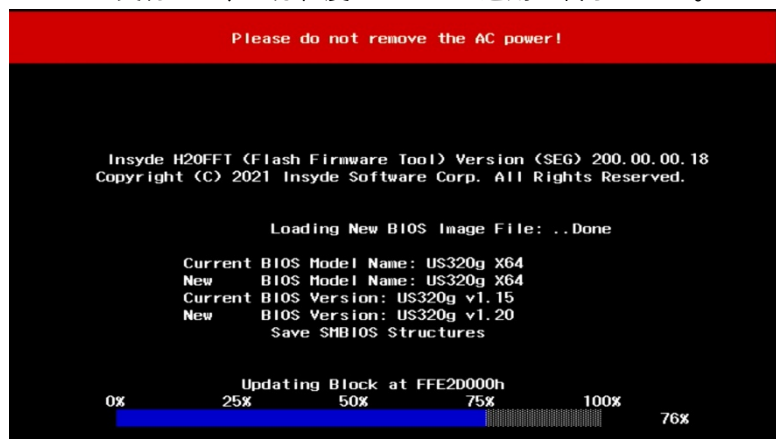 Please do not remove the AC power!
Insyde H2OFFT (Flash Firmware Tool) Version (SEG) 200.00.00.18
Copyright (C) 2021 Insyde Software Corp. All Rights Reserved.
Loading New BIOS Image File: ..Done
Current BIOS Model Name: US320g X64
New BIOS Model Name: US320g X64
Current BIOS Version: US320g v1.15
New BIOS Version: US320g v1.20
Save SMBIOS Structures
Updating Block at FFE2D000h
0% 25% 50% 75% 100%
76%